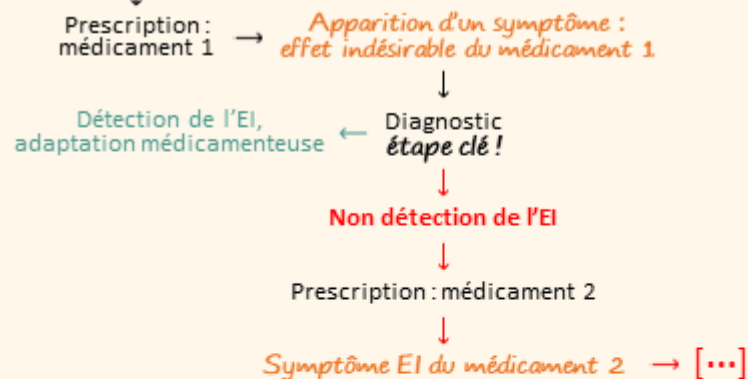 Prescription :
médicament 1
→
Apparition d'un symptôme :
effet indésirable du médicament 1
↓
Détection de l'EI,
adaptation médicamenteuse
←
Diagnostic
étape clé !
↓
Non détection de l'EI
↓
Prescription : médicament 2
↓
Symptôme EI du médicament 2 → [...]